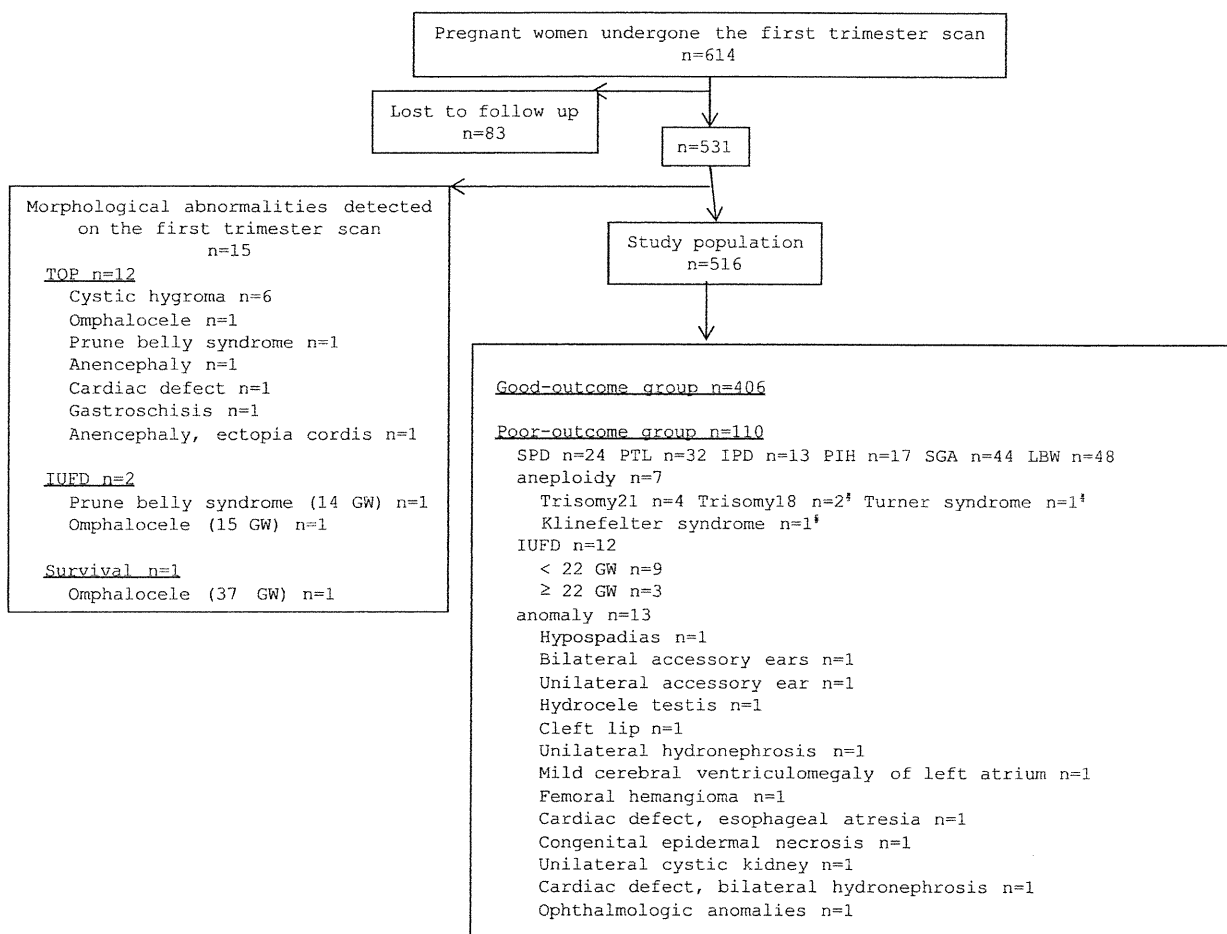 Pregnant women undergone the first trimester scan
n=614
Lost to follow up
n=83
n=531
Morphological abnormalities detected
on the first trimester scan
n=15
TOP n=12
Cystic hygroma n=6
Omphalocele n=1
Prune belly syndrome n=1
Anencephaly n=1
Cardiac defect n=1
Gastroschisis n=1
Anencephaly, ectopia cordis n=1
IUFD n=2
Prune belly syndrome (14 GW) n=1
Omphalocele (15 GW) n=1
Survival n=1
Omphalocele (37 GW) n=1
Study population
n=516
Good-outcome group n=406
Poor-outcome group n=110
SPD n=24 PTL n=32 IPD n=13 PIH n=17 SGA n=44 LBW n=48
aneploidy n=7
Trisomy21 n=4 Trisomy18 n=2 Turner syndrome n=1
Klinefelter syndrome n=1
IUFD n=12
< 22 GW n=9
≥ 22 GW n=3
anomaly n=13
Hypospadias n=1
Bilateral accessory ears n=1
Unilateral accessory ear n=1
Hydrocele testis n=1
Cleft lip n=1
Unilateral hydronephrosis n=1
Mild cerebral ventriculomegaly of left atrium n=1
Femoral hemangioma n=1
Cardiac defect, esophageal atresia n=1
Congenital epidermal necrosis n=1
Unilateral cystic kidney n=1
Cardiac defect, bilateral hydronephrosis n=1
Ophthalmologic anomalies n=1